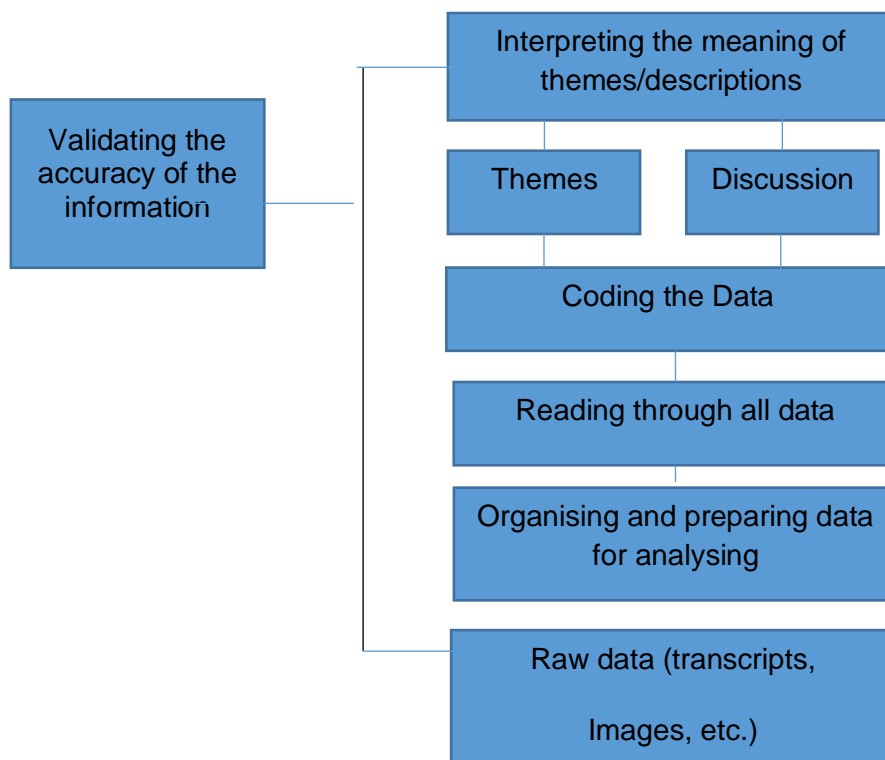 Interpreting the meaning of
themes/descriptions
Validating the
accuracy of the
information
Themes
Discussion
Coding the Data
Reading through all data
Organising and preparing data
for analysing
Raw data (transcripts,
Images, etc.)